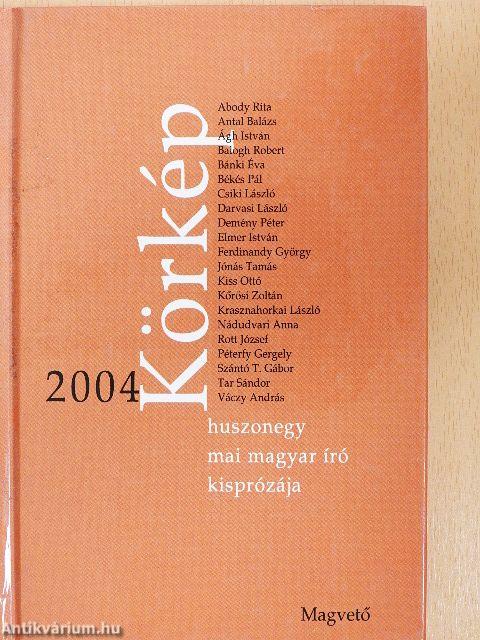 Abody Rita
Antal Balázs
Ágh István
Balogh Robert
Bánki Éva
Békés Pál
Csiki László
Darvasi László
Demény Péter
Elmer István
Ferdinandy György
Jónás Tamás
Kiss Ottó
Kőrösi Zoltán
Krasznahorkai László
Nádudvari Anna
Rott József
Péterfy Gergely
Szántó T. Gábor
Tar Sándor
Váczy András
2004
Körkép
huszonegy
mai magyar író
kisprózája
Magvető
Antikvárium.hu